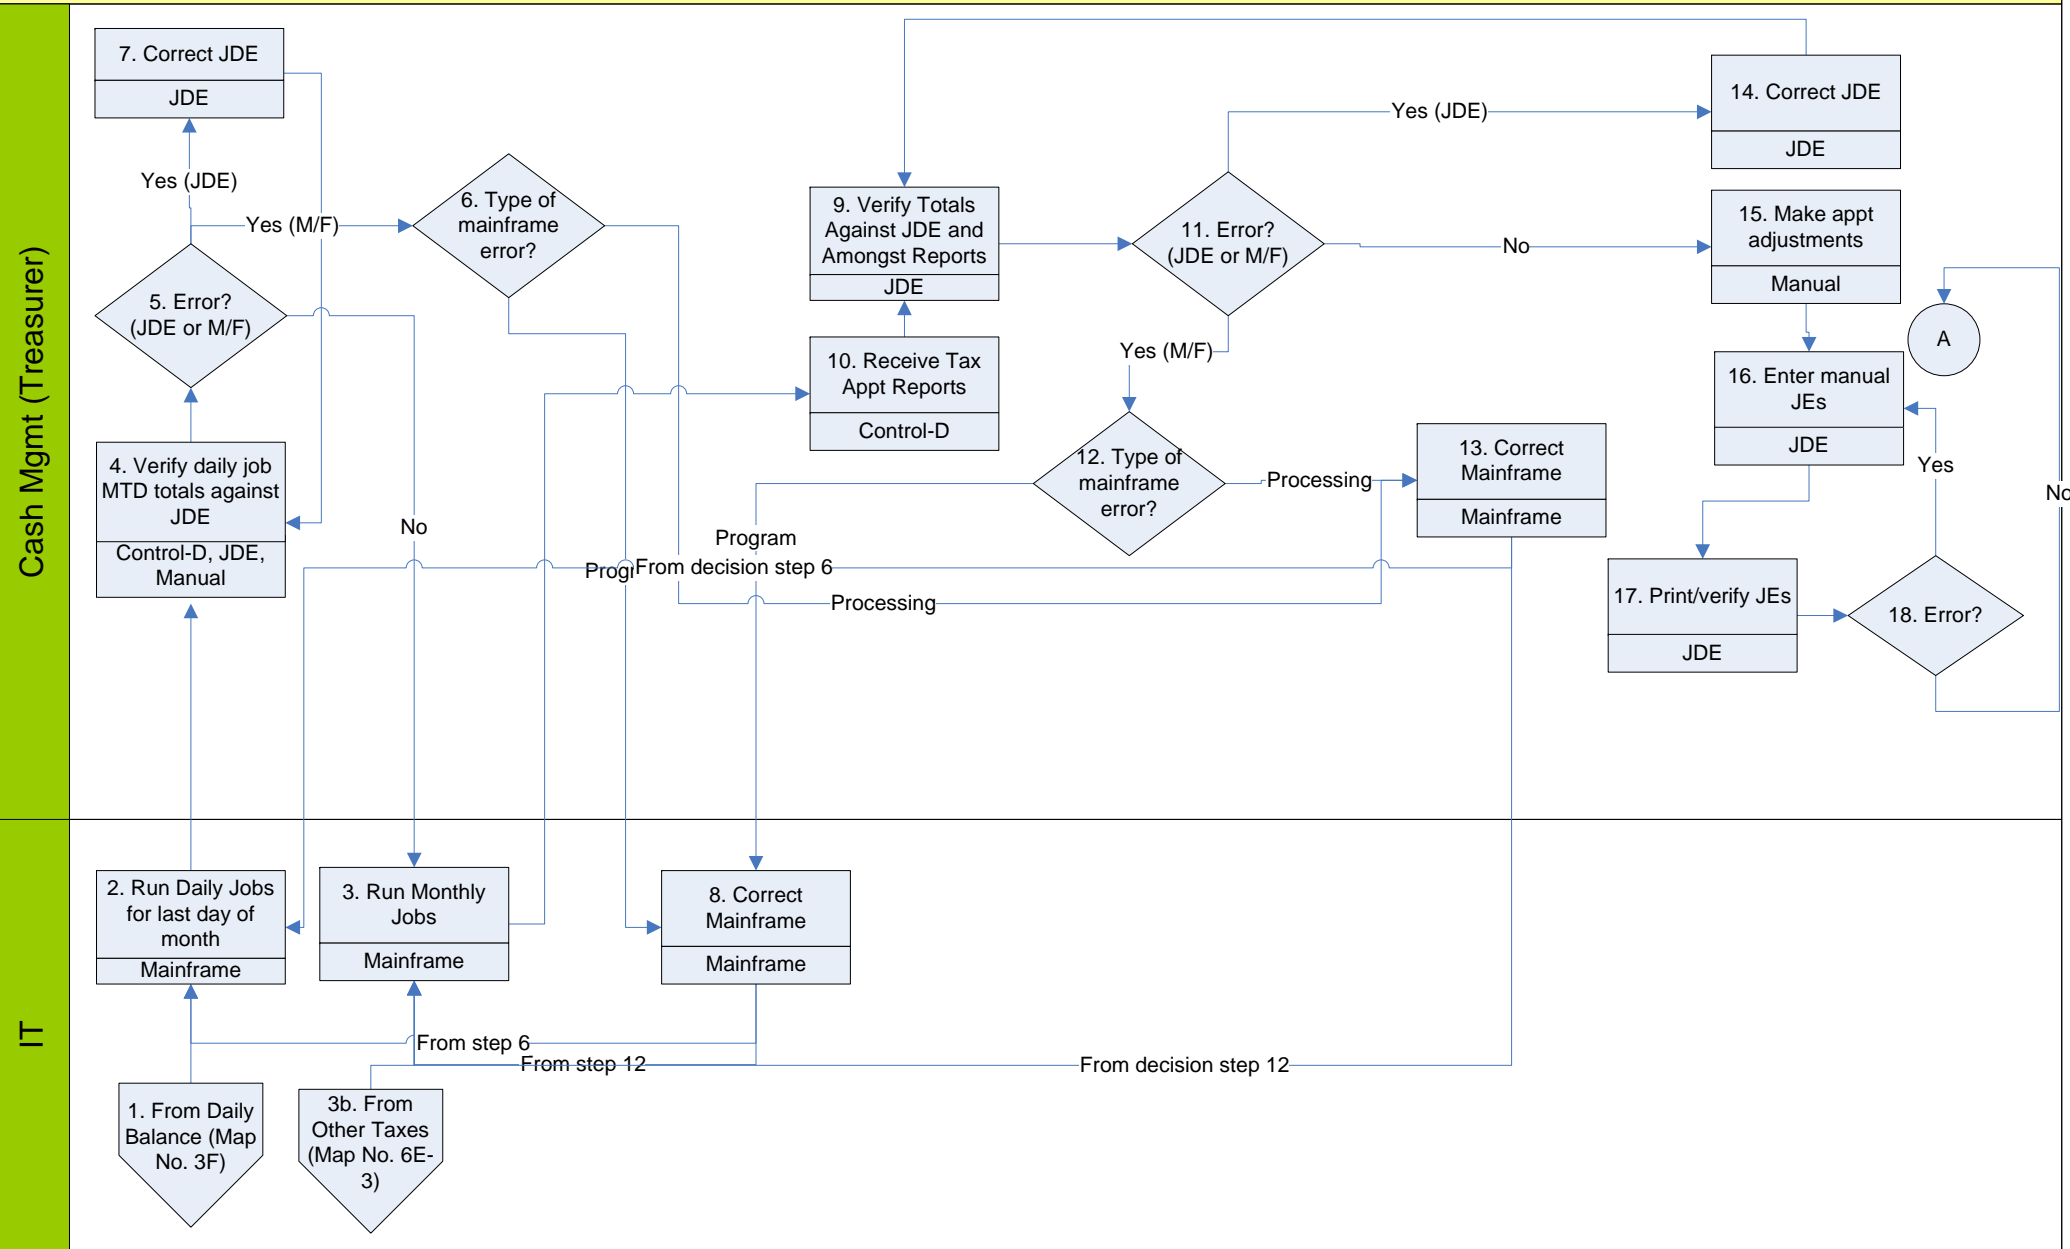 Cash Mgmt (Treasurer)
7. Correct JDE
JDE
Yes (JDE)
Yes (M/F)
6. Type of
mainframe
error?
5. Error?
(JDE or M/F)
4. Verify daily job
MTD totals against
JDE
Control-D, JDE,
Manual
No
9. Verify Totals
Against JDE and
Amongst Reports
JDE
10. Receive Tax
Appt Reports
Control-D
11. Error?
(JDE or M/F)
Yes (JDE)
No
Yes (M/F)
12. Type of
mainframe
error?
Processing
Program
From decision step 6
Processing
13. Correct
Mainframe
Mainframe
14. Correct JDE
JDE
15. Make appt
adjustments
Manual
A
16. Enter manual
JEs
JDE
Yes
No
17. Print/verify JEs
JDE
18. Error?
IT
2. Run Daily Jobs
for last day of
month
Mainframe
3. Run Monthly
Jobs
Mainframe
8. Correct
Mainframe
Mainframe
From step 6
From step 12
From decision step 12
1. From Daily
Balance (Map
No. 3F)
3b. From
Other Taxes
(Map No. 6E-
3)